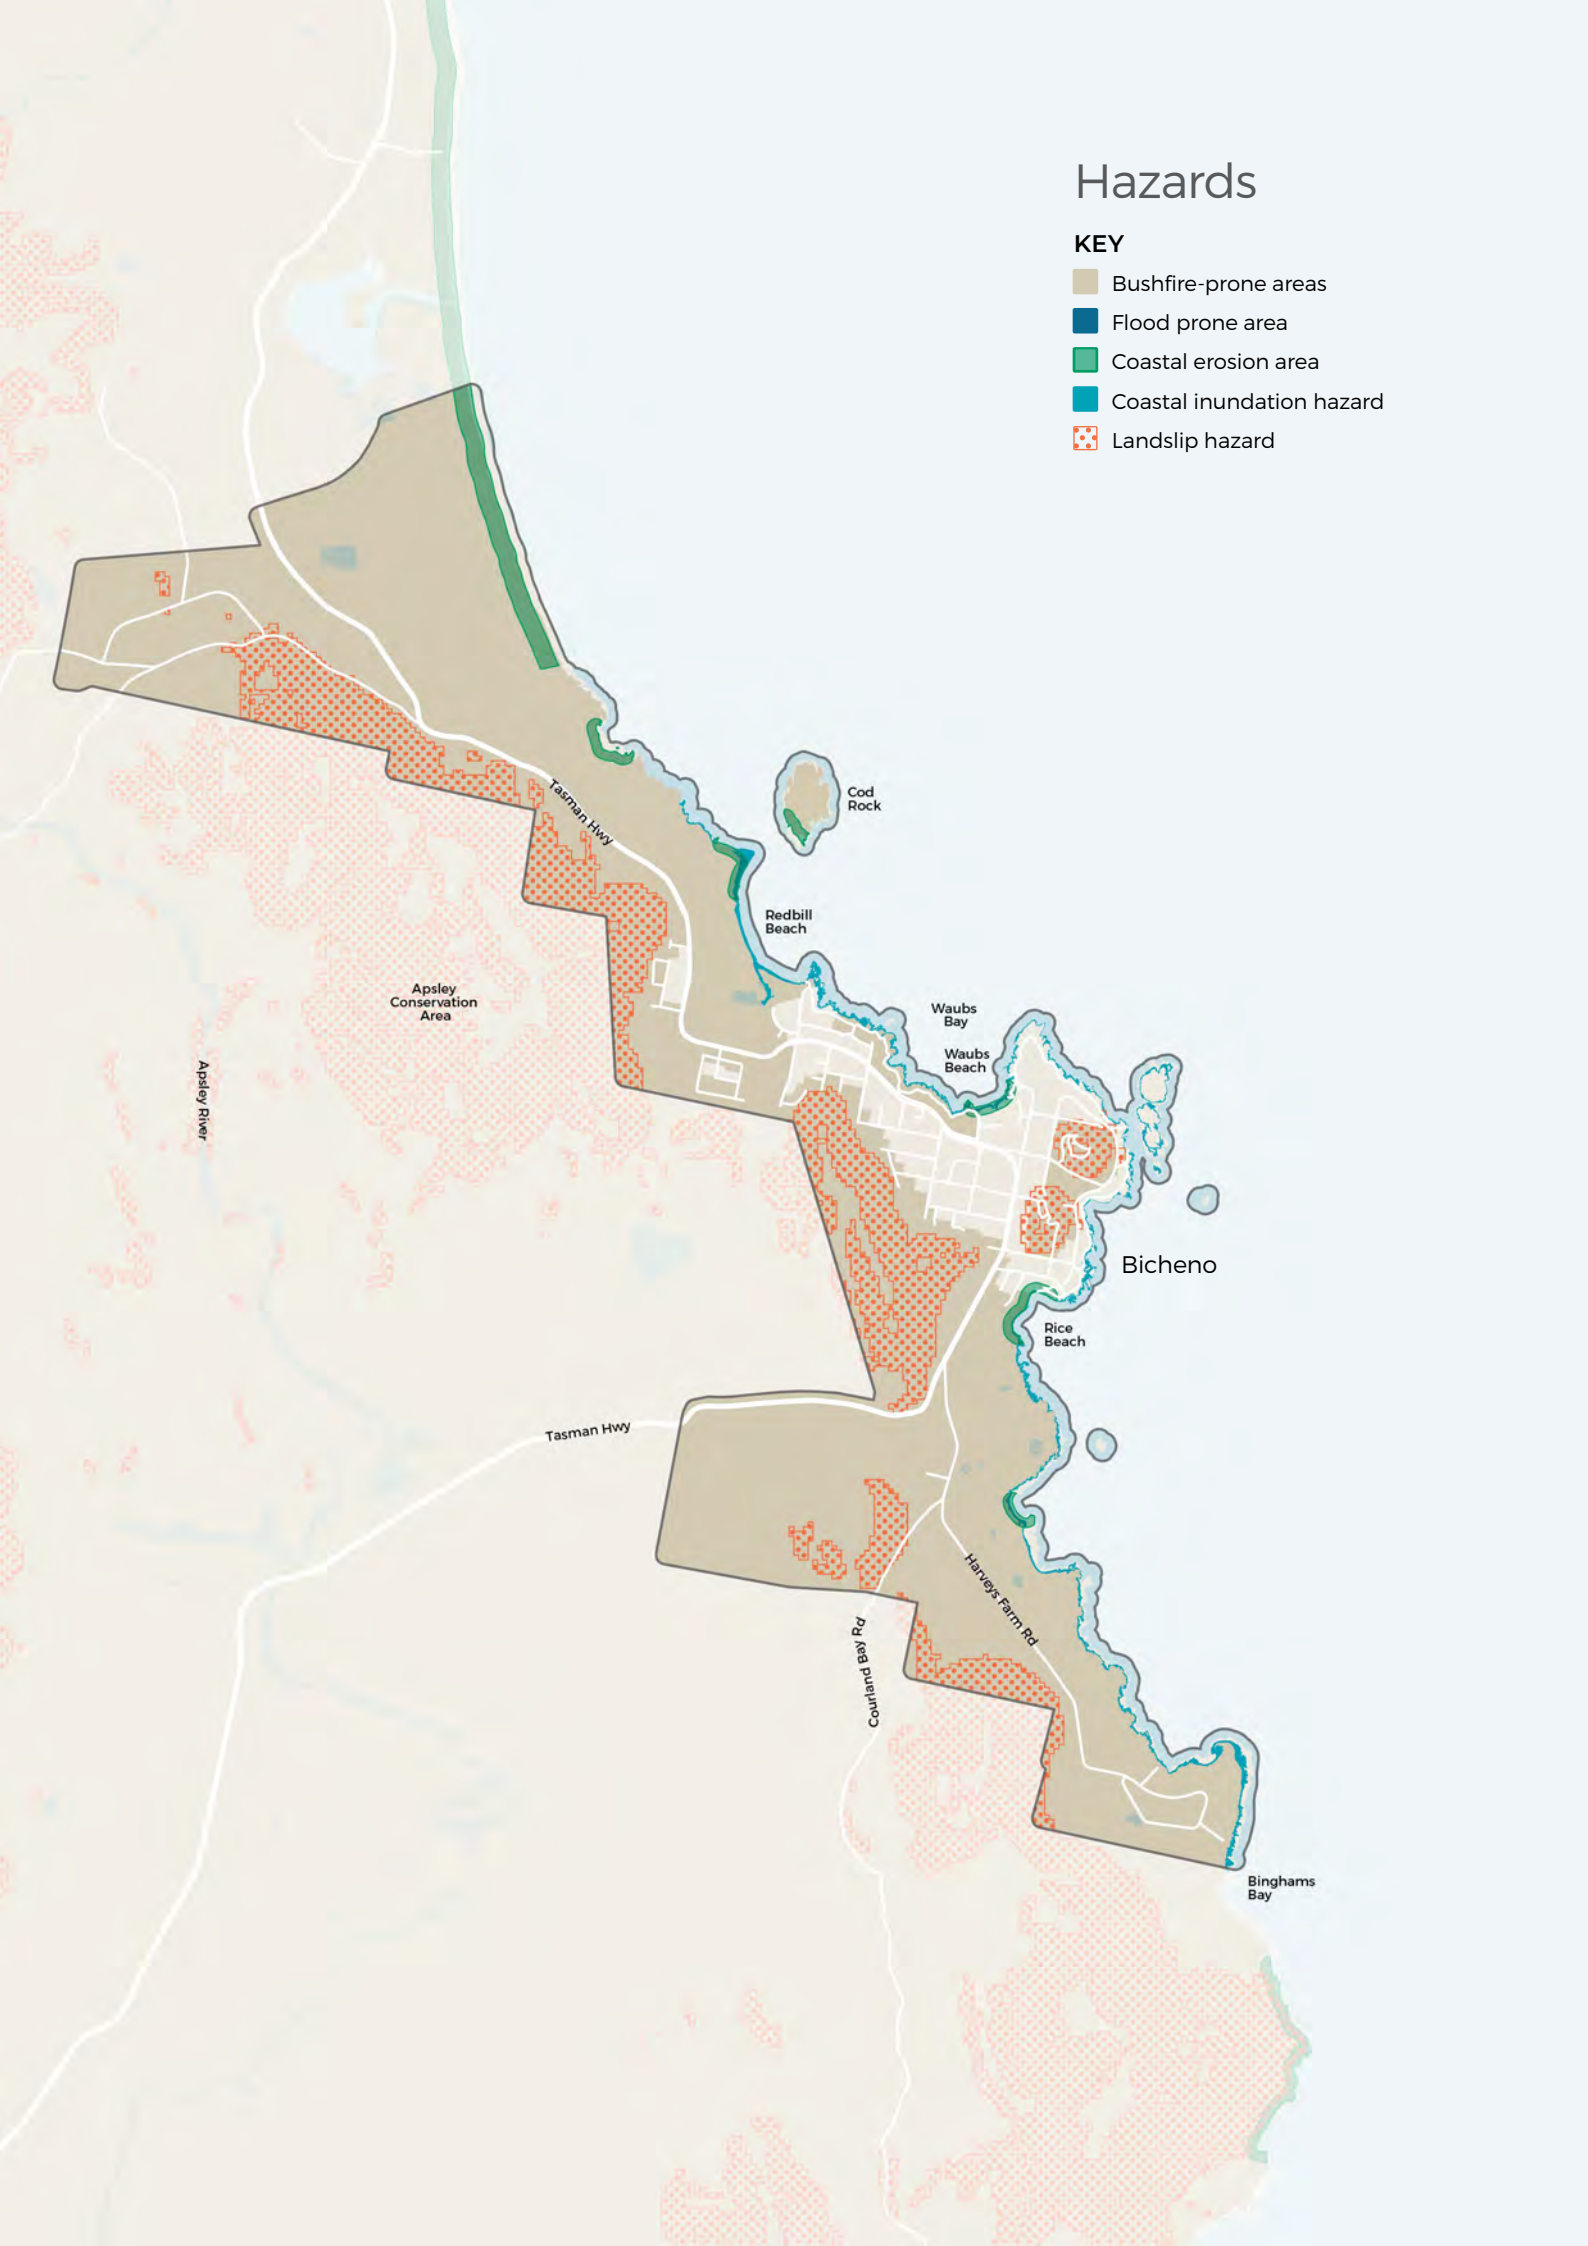 Hazards
KEY
Bushfire-prone areas
Flood prone area
Coastal erosion area
Coastal inundation hazard
Landslip hazard
Tasman Hwy
Cod
Rock
Redbill
Beach
Apsley
Conservation
Area
Waubs
Bay
Waubs
Beach
Apsley River
Bicheno
Rice
Beach
Tasman Hwy
Harveys Farm Rd
Courland Bay Rd
Binghams
Bay